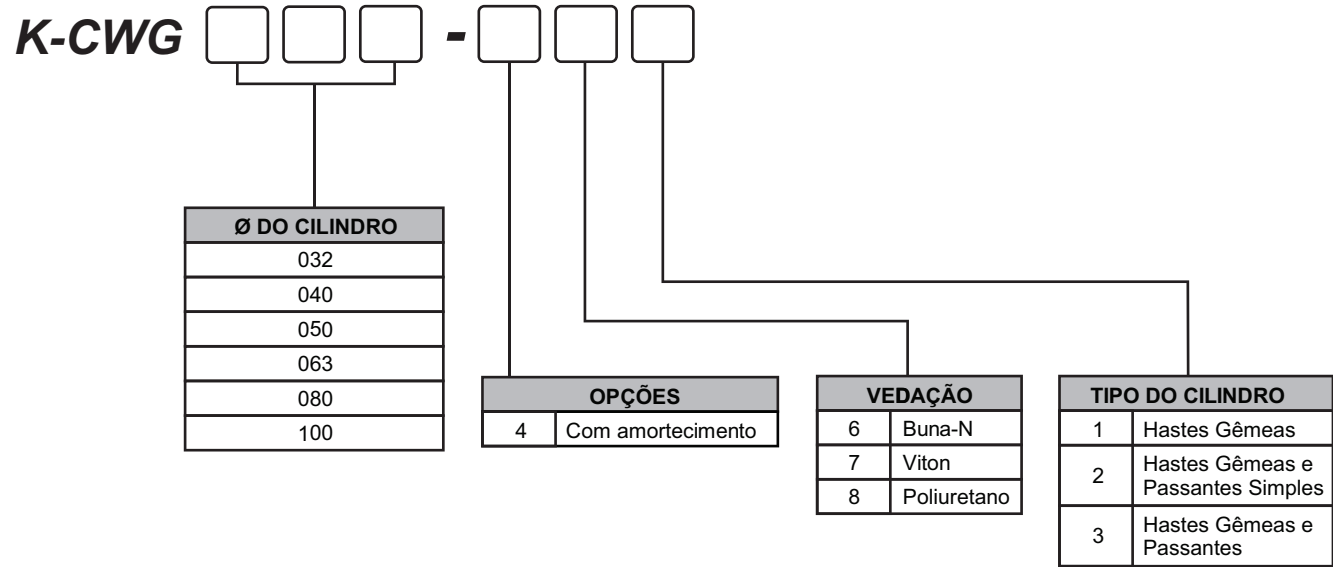 K-CWG -
Ø DO CILINDRO
032
040
050
063
080
100
OPÇÕES
4 Com amortecimento
VEDAÇÃO
6 Buna-N
7 Viton
8 Poliuretano
TIPO DO CILINDRO
1 Hastes Gêmeas
2 Hastes Gêmeas e
Passantes Simples
3 Hastes Gêmeas e
Passantes